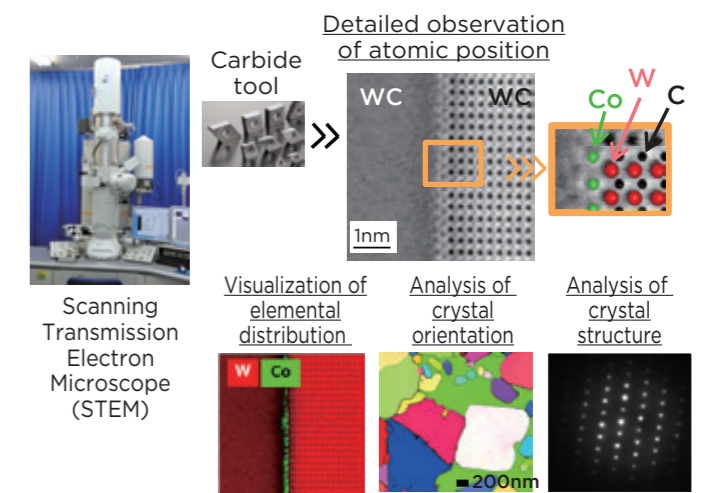 Detailed observation
of atomic position
Carbide
tool
WC
WC
W
Co
C
1nm
Scanning
Transmission
Electron
Microscope
(STEM)
Visualization of
elemental
distribution
Analysis of
crystal
orientation
Analysis of
crystal
structure
W
Co
200nm